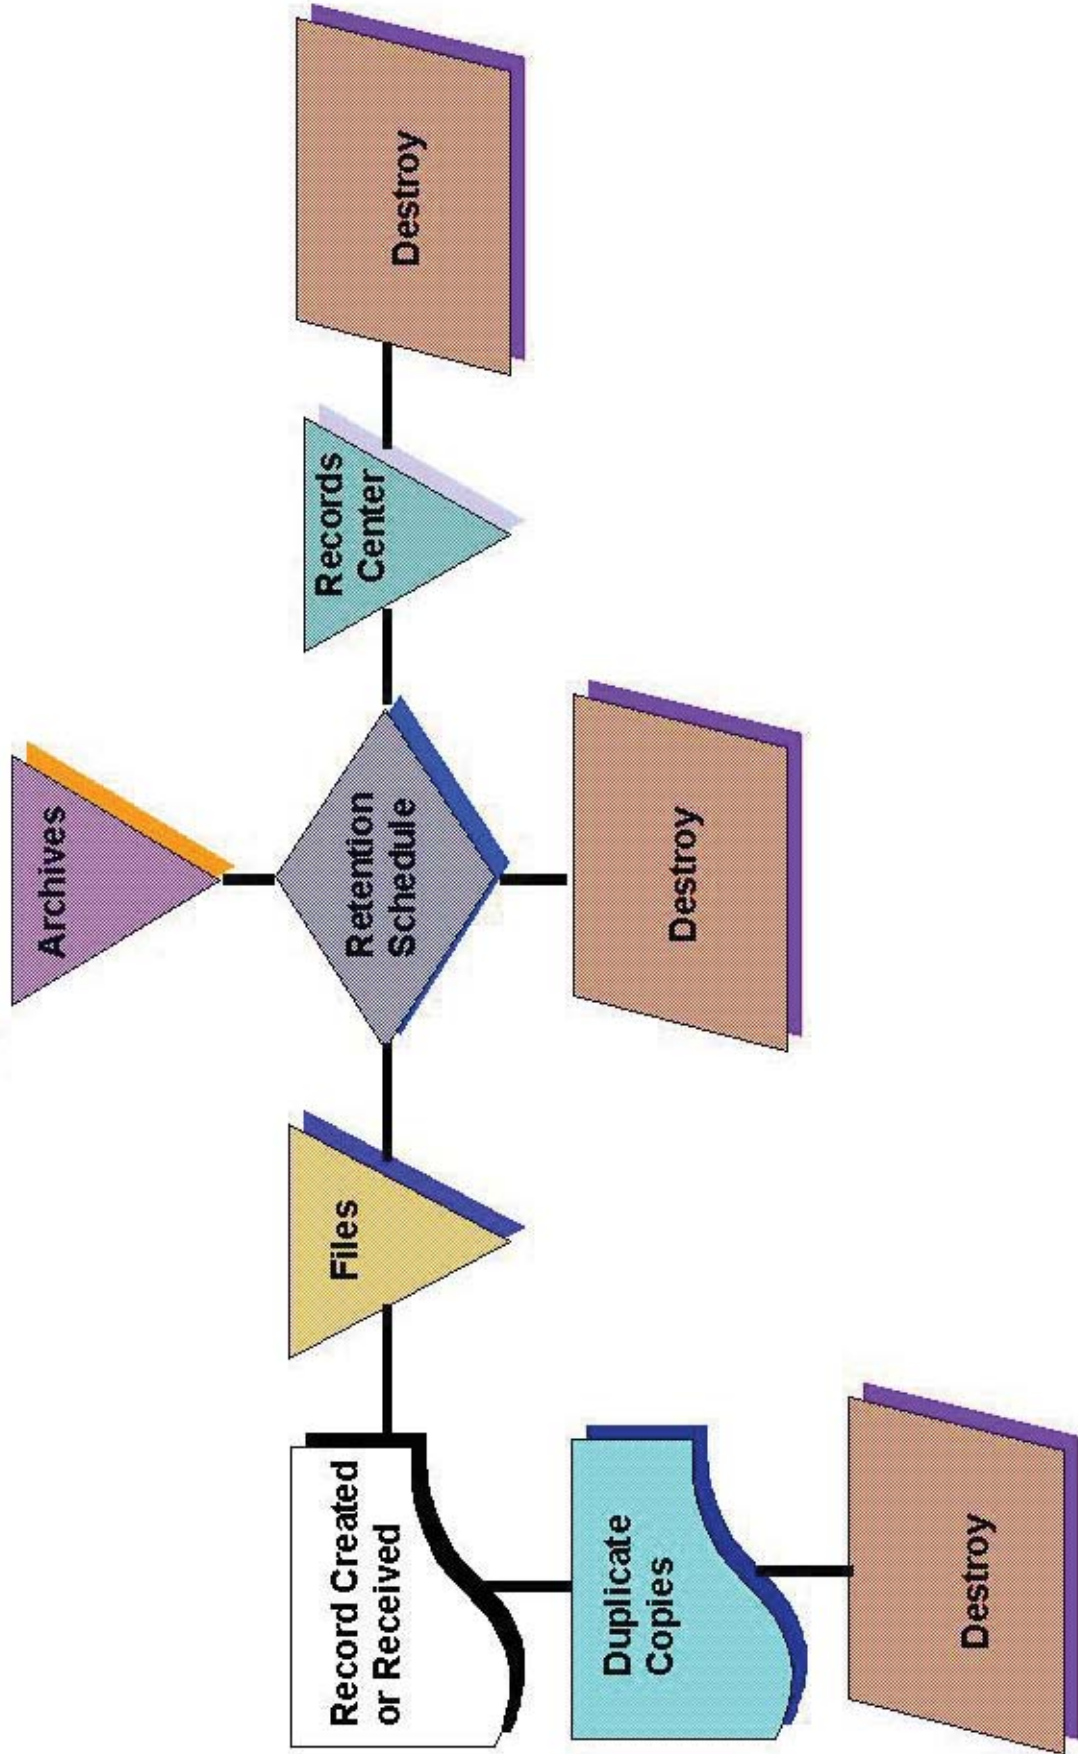 Archives
Record Created
or Received
Files
Retention
Schedule
Records
Center
Destroy
Duplicate
Copies
Destroy
Destroy